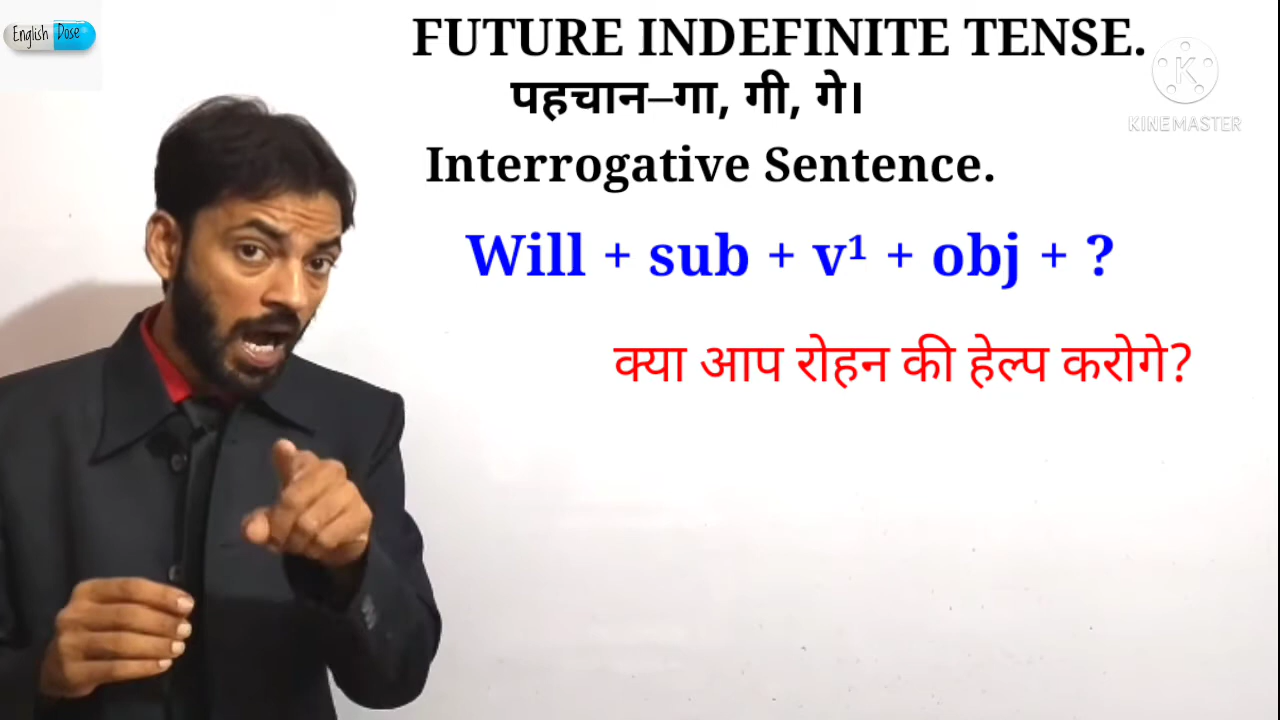 English Dose
FUTURE INDEFINITE TENSE.
पहचान–गा, गी, गे।
K
KINEMASTER
Interrogative Sentence.
Will + sub + v¹ + obj + ?
क्या आप रोहन की हेल्प करोगे?